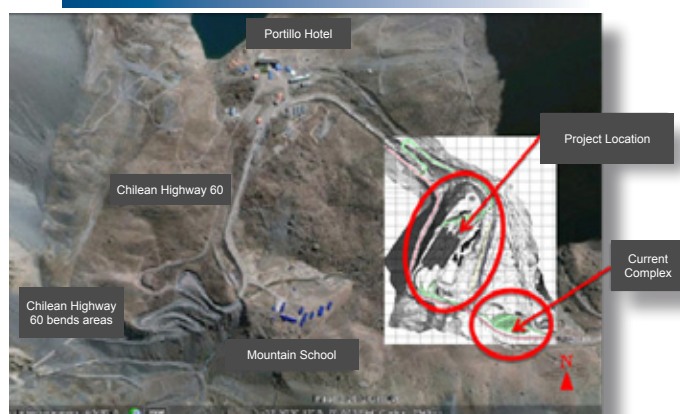 Portillo Hotel
Project Location
Chilean Highway 60
Current
Complex
Chilean Highway
60 bends areas
Mountain School
N